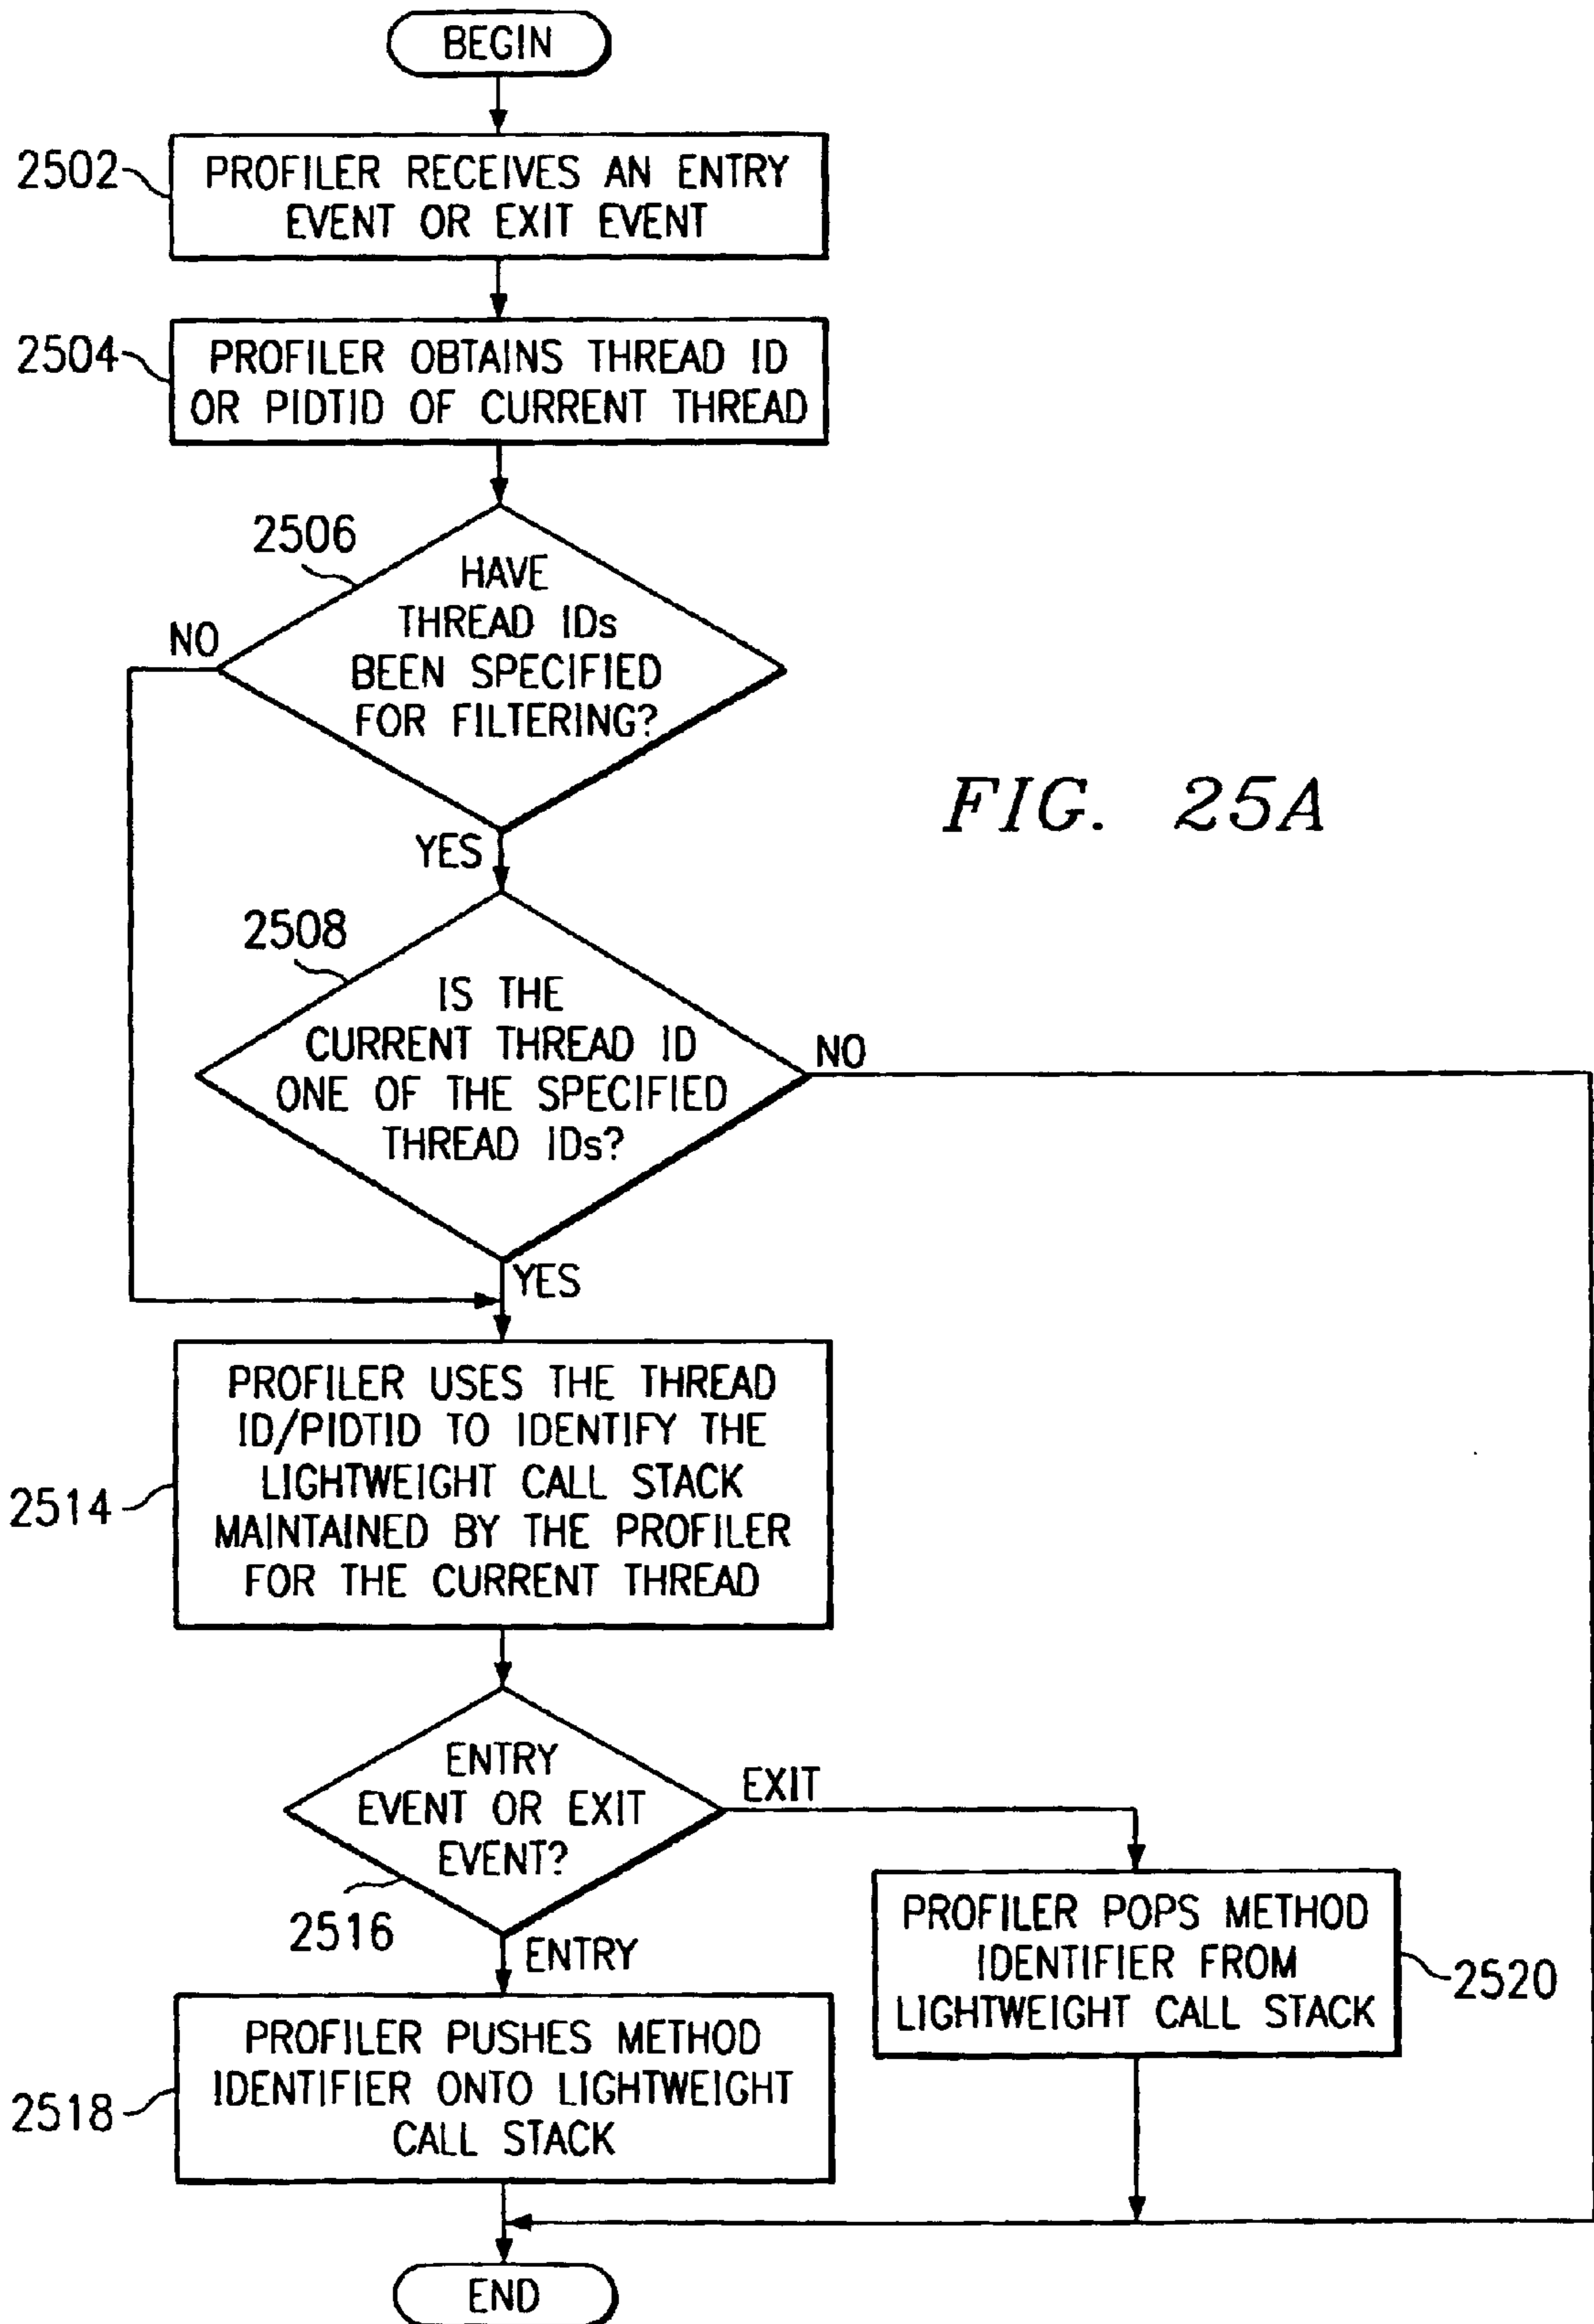 BEGIN
2502
PROFILER RECEIVES AN ENTRY
EVENT OR EXIT EVENT
2504
PROFILER OBTAINS THREAD ID
OR PIDTID OF CURRENT THREAD
2506
HAVE
THREAD IDs
BEEN SPECIFIED
FOR FILTERING?
NO
YES
FIG. 25A
2508
IS THE
CURRENT THREAD ID
ONE OF THE SPECIFIED
THREAD IDs?
NO
YES
2514
PROFILER USES THE THREAD
ID/PIDTID TO IDENTIFY THE
LIGHTWEIGHT CALL STACK
MAINTAINED BY THE PROFILER
FOR THE CURRENT THREAD
ENTRY
EVENT OR EXIT
EVENT?
EXIT
2516
ENTRY
PROFILER POPS METHOD
IDENTIFIER FROM
LIGHTWEIGHT CALL STACK
2520
2518
PROFILER PUSHES METHOD
IDENTIFIER ONTO LIGHTWEIGHT
CALL STACK
END